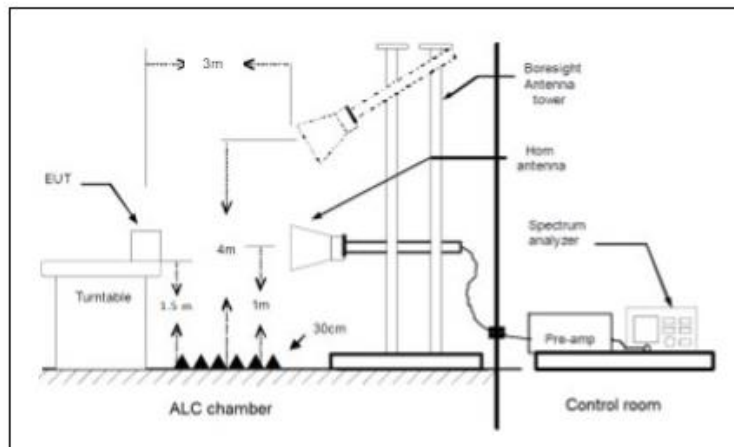 3m
Boresight
Antenna
tower
EUT
Horn
antenna
Spectrum
analyzer
4m
Turntable
1.5 m
1m
30cm
Pre-amp
ALC chamber
Control room